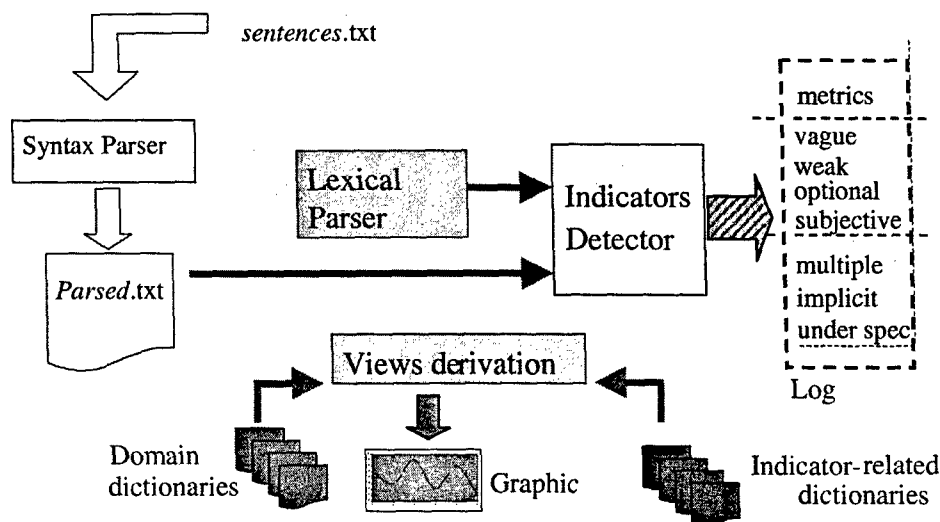 sentences.txt
Syntax Parser
Parsed.txt
Lexical
Parser
Indicators
Detector
metrics
vague
weak
optional
subjective
multiple
implicit
under spec
Log
Views derivation
Domain
dictionaries
Graphic
Indicator-related
dictionaries